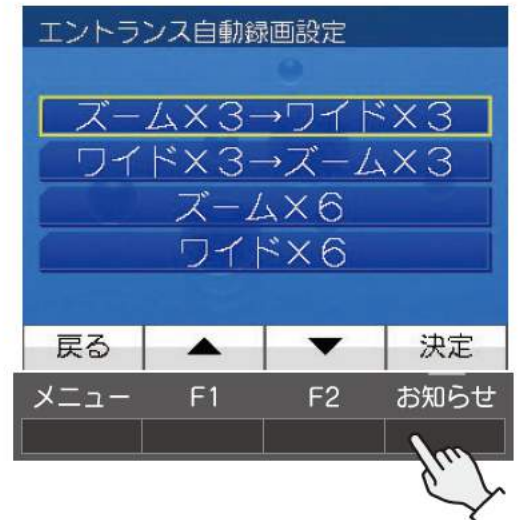 エントランス自動録画設定
ズーム×3→ワイド×3
ワイド×3→ズーム×3
ズーム×6
ワイド×6
戻る ▲ ▼ 決定
メニュー F1 F2 お知らせ